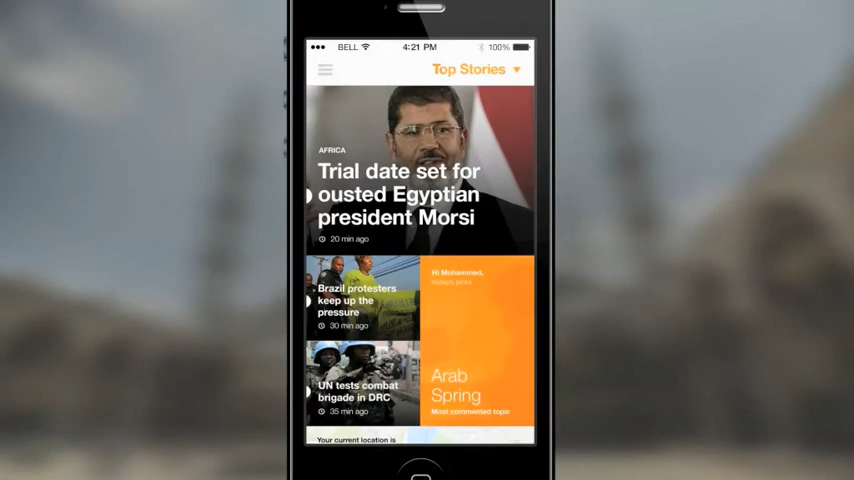 BELL 4:21 PM 100%
Top Stories
AFRICA
Trial date set for
ousted Egyptian
president Morsi
20 min ago
Brazil protesters
keep up the
pressure
30 min ago
Hi Mohammed,
today's picks
UN tests combat
brigade in DRC
35 min ago
Arab
Spring
Most commented topic
Your current location is